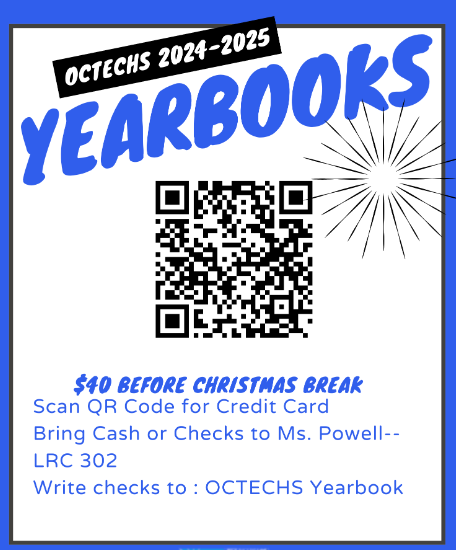 OCTECHS 2024-2025
YEARBOOKS
$40 BEFORE CHRISTMAS BREAK
Scan QR Code for Credit Card
Bring Cash or Checks to Ms. Powell--
LRC 302
Write checks to : OCTECHS Yearbook